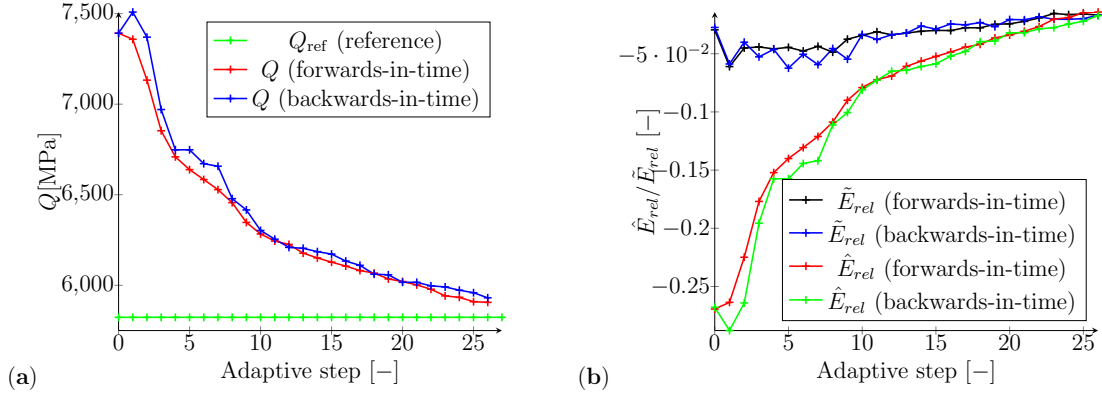 7,500
7,000
6,500
6,000
Q[MPa]
Q_ref (reference)
Q (forwards-in-time)
Q (backwards-in-time)
0 5 10 15 20 25
Adaptive step [−]
(a)
−5 · 10^−2
−0.1
−0.15
−0.2
−0.25
Ê_rel/Ẽ_rel [−]
Ẽ_rel (forwards-in-time)
Ẽ_rel (backwards-in-time)
Ê_rel (forwards-in-time)
Ê_rel (backwards-in-time)
0 5 10 15 20 25
Adaptive step [−]
(b)